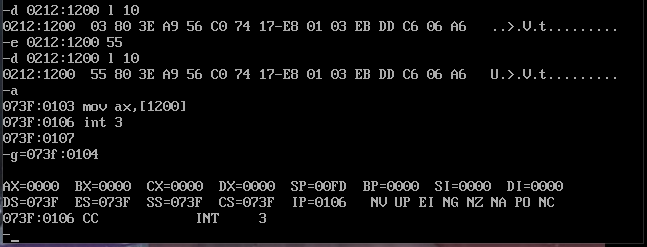 -d 0212:1200 l 10
0212:1200  03 80 3E A9 56 C0 74 17-E8 01 03 EB DD C6 06 A6   ..>.V.t.........
-e 0212:1200 55
-d 0212:1200 l 10
0212:1200  55 80 3E A9 56 C0 74 17-E8 01 03 EB DD C6 06 A6   U.>.V.t.........
-a
073F:0103 mov ax,[1200]
073F:0106 int 3
073F:0107
-g=073f:0104
AX=0000  BX=0000  CX=0000  DX=0000  SP=00FD  BP=0000  SI=0000  DI=0000
DS=073F  ES=073F  SS=073F  CS=073F  IP=0106   NV UP EI NG NZ NA PO NC
073F:0106 CC            INT     3
-